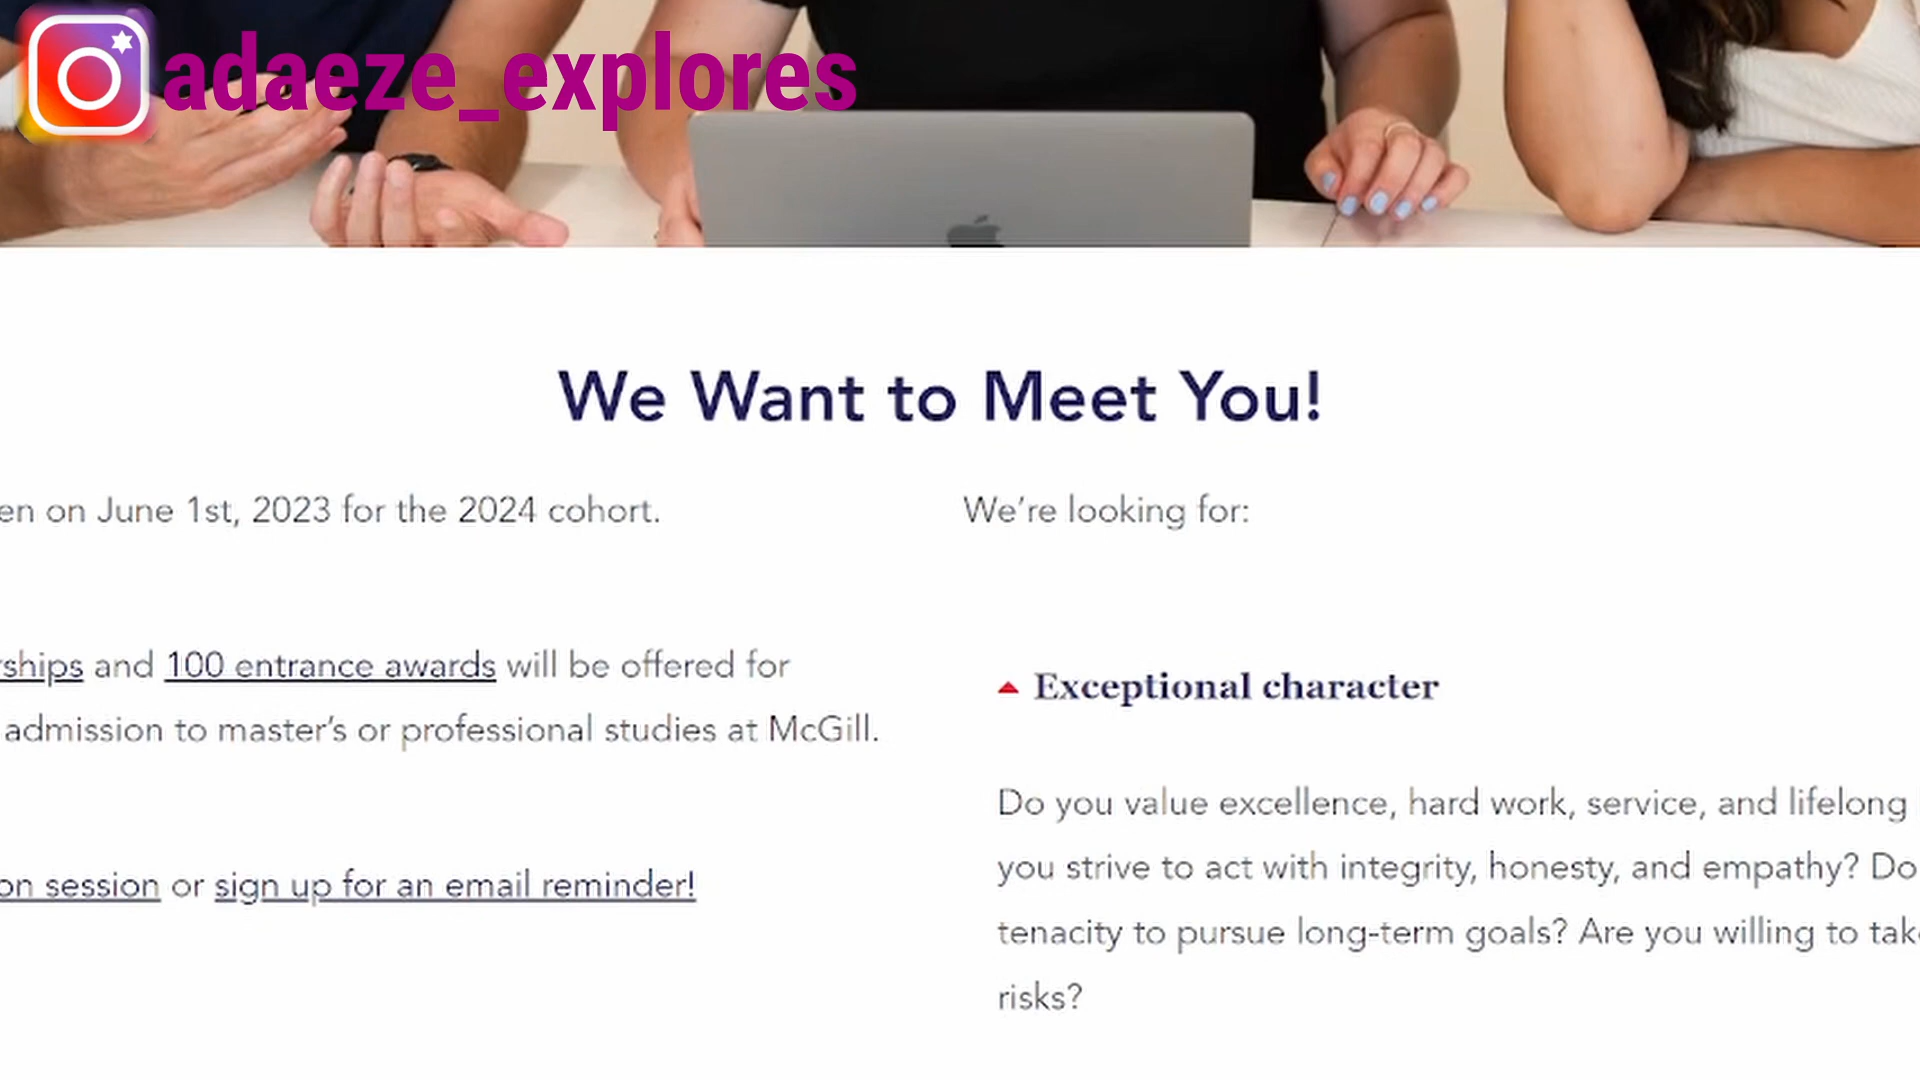 adaeze_explores
We Want to Meet You!
en on June 1st, 2023 for the 2024 cohort.
rships and 100 entrance awards will be offered for
admission to master's or professional studies at McGill.
on session or sign up for an email reminder!
We're looking for:
Exceptional character
Do you value excellence, hard work, service, and lifelong
you strive to act with integrity, honesty, and empathy? Do
tenacity to pursue long-term goals? Are you willing to tak
risks?